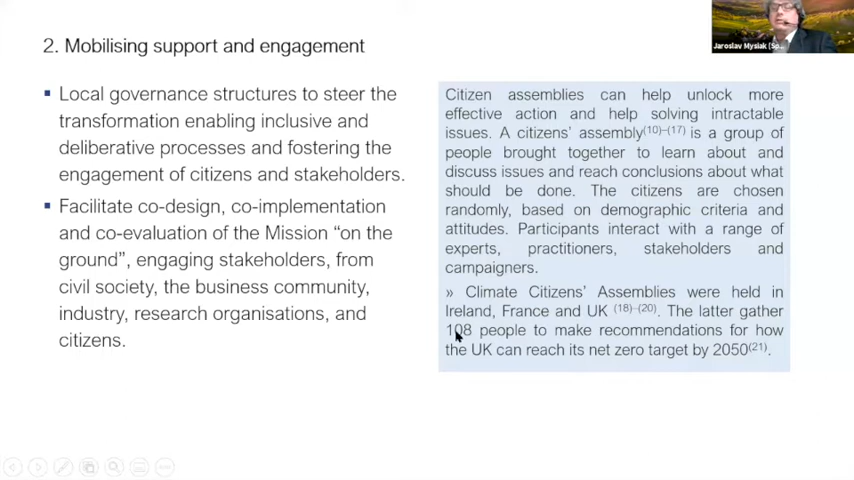 Jaroslav Mysiak (Sp...
2. Mobilising support and engagement
▪ Local governance structures to steer the
transformation enabling inclusive and
deliberative processes and fostering the
engagement of citizens and stakeholders.
▪ Facilitate co-design, co-implementation
and co-evaluation of the Mission “on the
ground”, engaging stakeholders, from
civil society, the business community,
industry, research organisations, and
citizens.
Citizen assemblies can help unlock more
effective action and help solving intractable
issues. A citizens’ assembly(10)–(17) is a group of
people brought together to learn about and
discuss issues and reach conclusions about what
should be done. The citizens are chosen
randomly, based on demographic criteria and
attitudes. Participants interact with a range of
experts, practitioners, stakeholders and
campaigners.
» Climate Citizens’ Assemblies were held in
Ireland, France and UK (18)–(20). The latter gather
108 people to make recommendations for how
the UK can reach its net zero target by 2050(21).